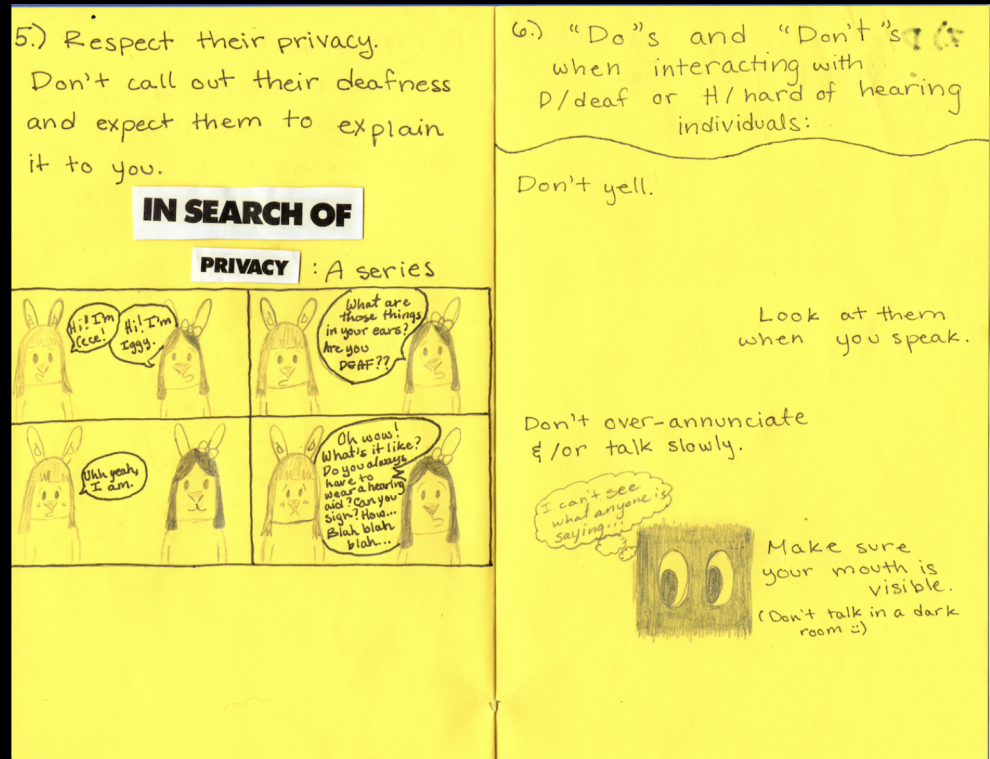 5.) Respect their privacy.
Don't call out their deafness
and expect them to explain
it to you.
IN SEARCH OF
PRIVACY : A series
Hi! I'm
Cece!
Hi! I'm
Iggy.
What are
those things
in your ears?
Are you
DEAF??
Uhh yeah,
I am.
Oh wow!
What's it like?
Do you always
have to
wear a hearing
aid? Can you
sign? How...
Blah blah
blah...
6.) "Do"s and "Don't"s
when interacting with
D/deaf or H/hard of hearing
individuals:
Don't yell.
Look at them
when you speak.
Don't over-annunciate
&/or talk slowly.
I can't see
what anyone is
saying...
Make sure
your mouth is
visible.
(Don't talk in a dark
room :))